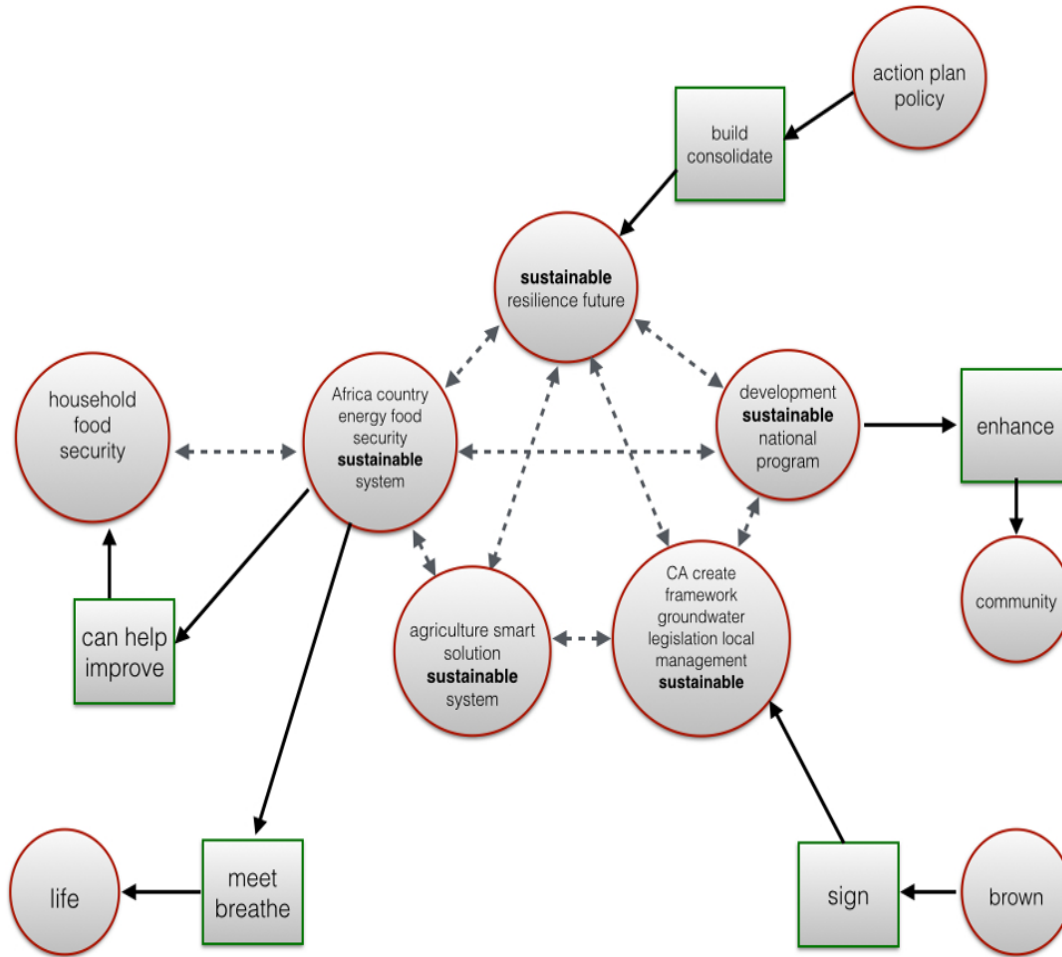 action plan
policy
build
consolidate
sustainable
resilience future
household
food
security
Africa country
energy food
security
sustainable
system
development
sustainable
national
program
enhance
can help
improve
agriculture smart
solution
sustainable
system
CA create
framework
groundwater
legislation local
management
sustainable
community
life
meet
breathe
sign
brown